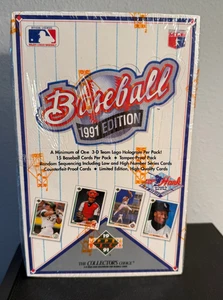 Baseball
1991 EDITION
A Minimum of One 3-D Team Logo Hologram Per Pack!
15 Baseball Cards Per Pack • Tamper-Proof Pack
Random Sequencing Including Low and High Number Series Cards
Counterfeit-Proof Cards • Limited Edition, High Quality Cards
THE COLLECTOR'S CHOICE